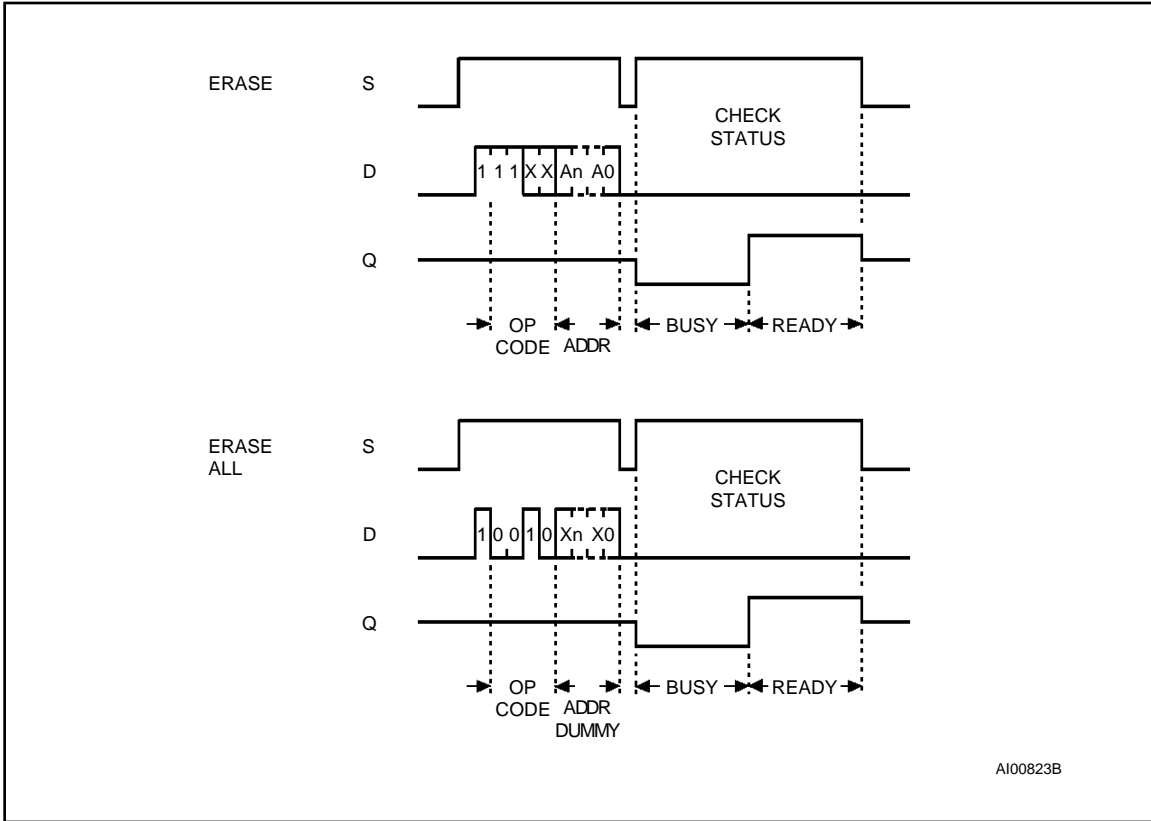 ERASE S
CHECK
STATUS
D 1 1 1 X X An A0
Q
OP BUSY READY
CODE ADDR
ERASE S
ALL
CHECK
STATUS
D 1 0 0 1 0 Xn X0
Q
OP BUSY READY
CODE ADDR
DUMMY
AI00823B